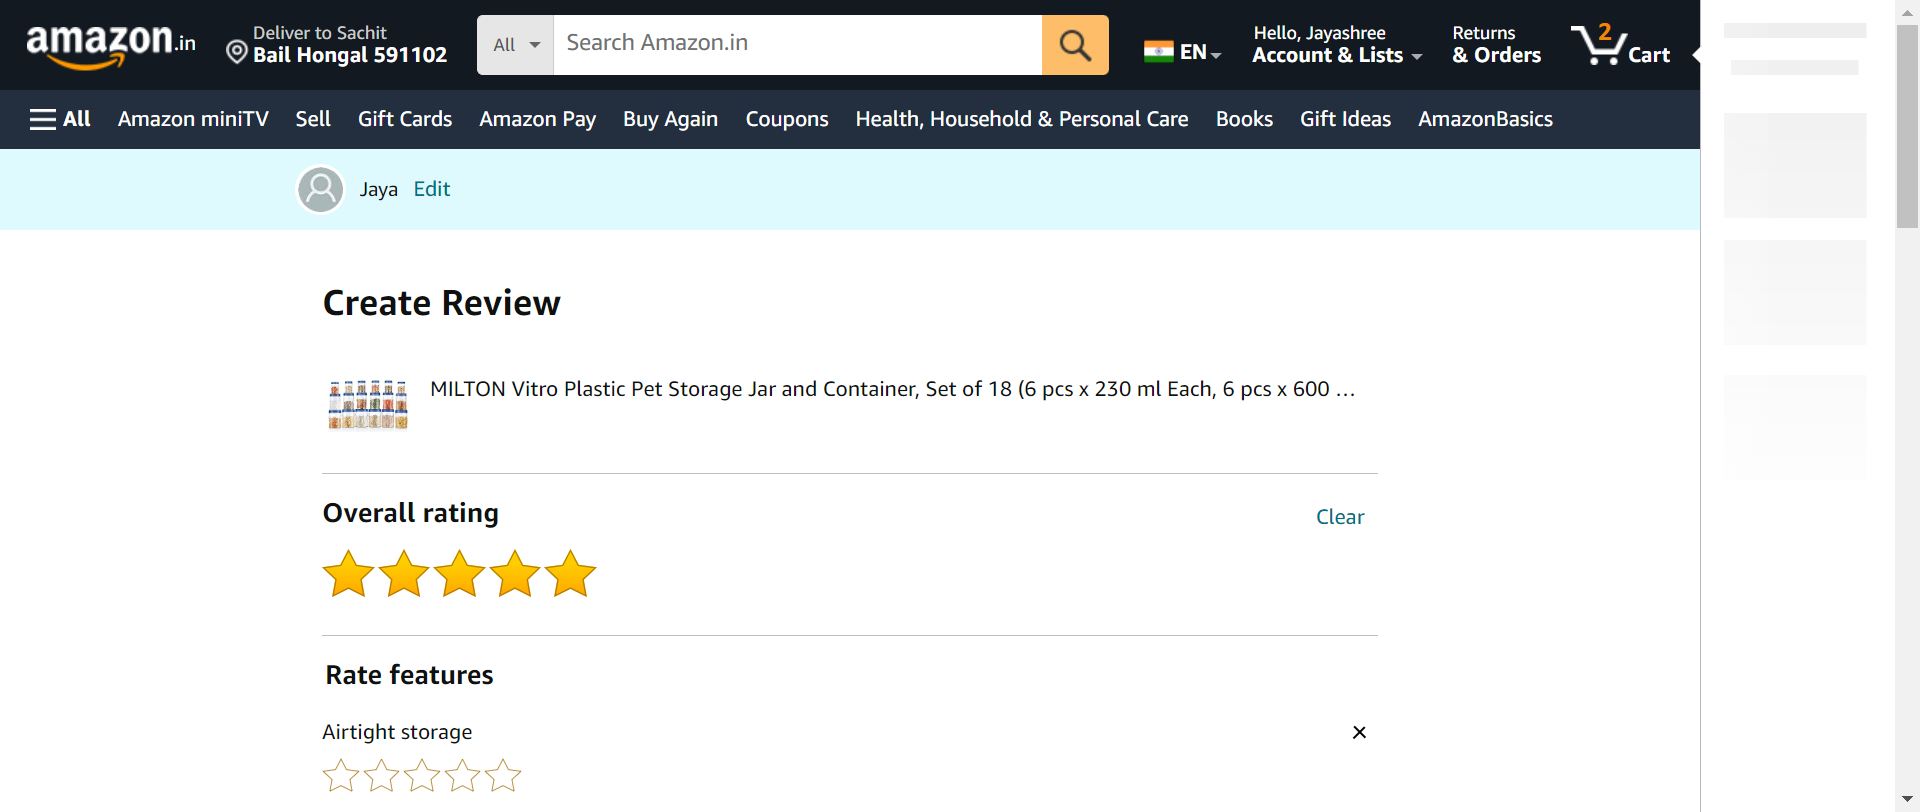 amazon.in
Deliver to Sachit
Bail Hongal 591102
All
Search Amazon.in
EN
Hello, Jayashree
Account & Lists
Returns
& Orders
2
Cart
All
Amazon miniTV
Sell
Gift Cards
Amazon Pay
Buy Again
Coupons
Health, Household & Personal Care
Books
Gift Ideas
AmazonBasics
Jaya
Edit
Create Review
MILTON Vitro Plastic Pet Storage Jar and Container, Set of 18 (6 pcs x 230 ml Each, 6 pcs x 600 …
Overall rating
Clear
Rate features
Airtight storage